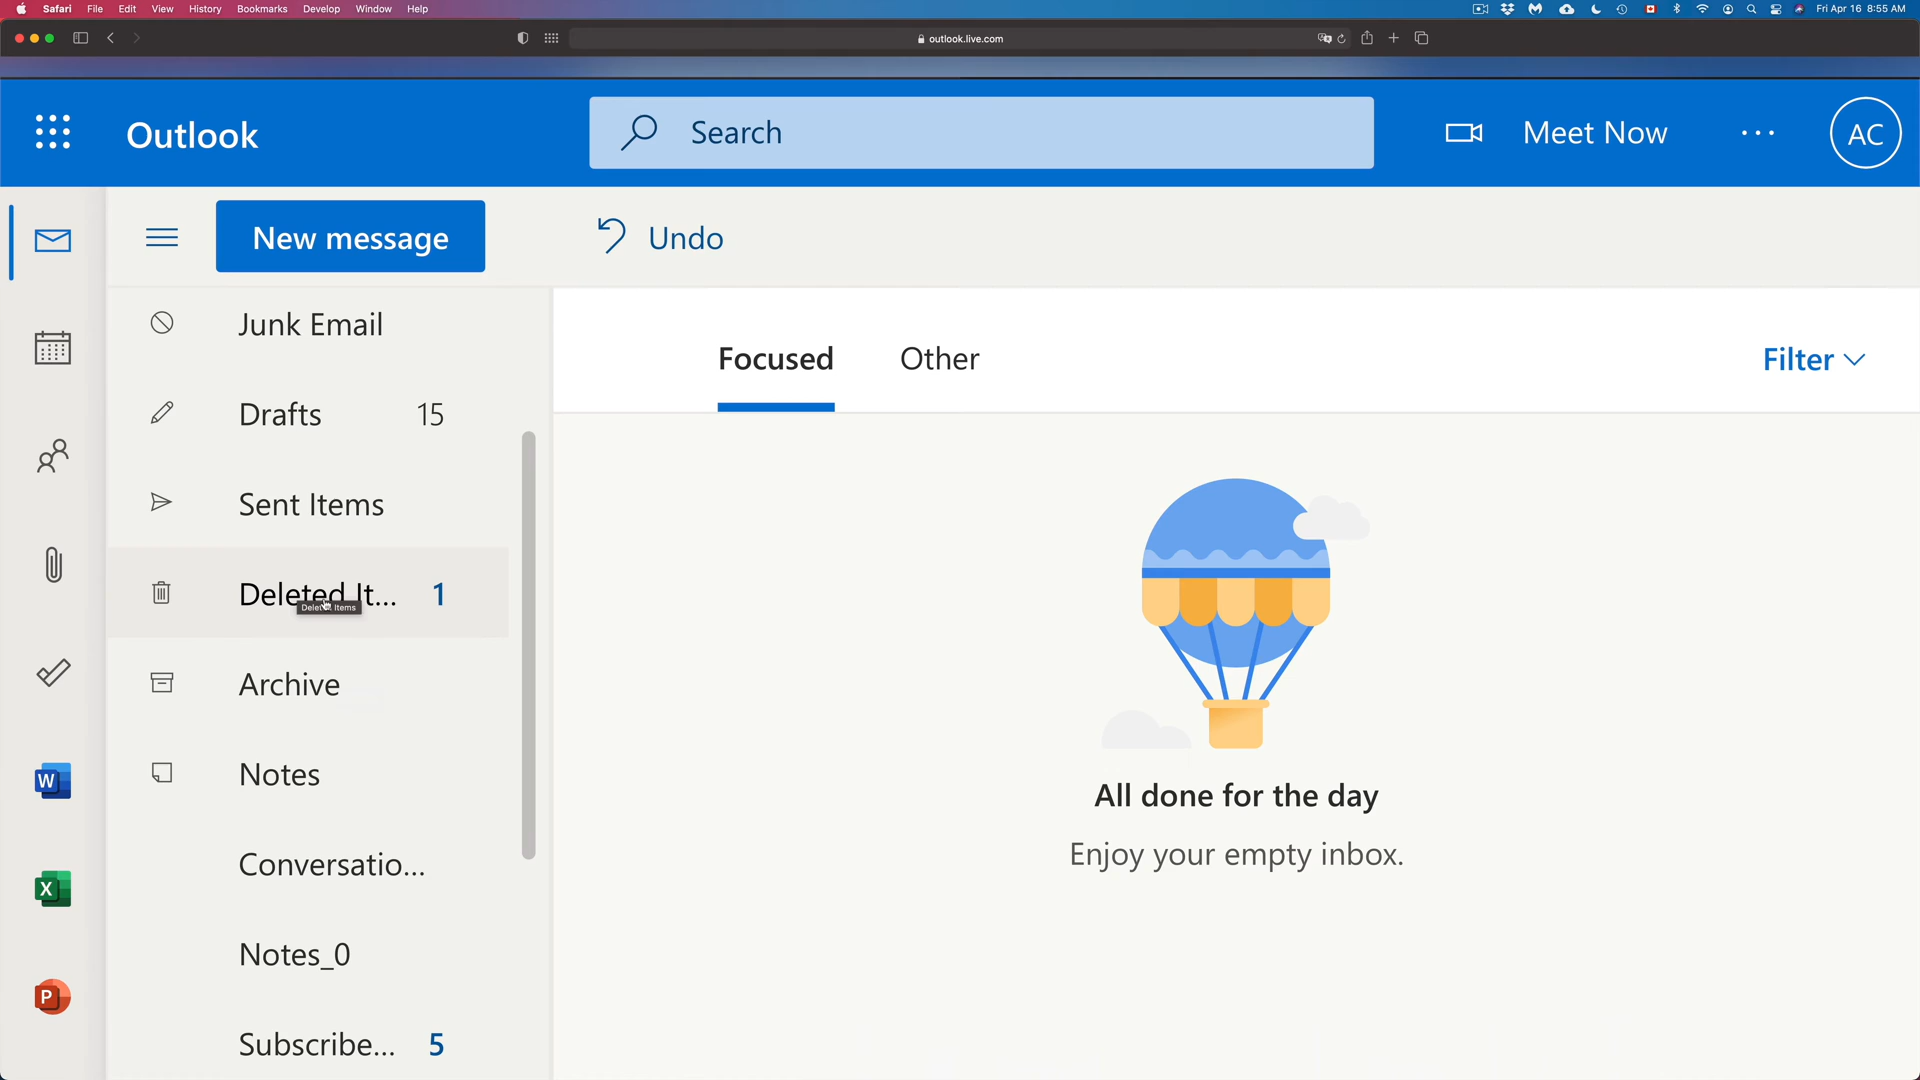 Safari File Edit View History Bookmarks Develop Window Help Fri Apr 16 8:55 AM
outlook.live.com
Outlook Search Meet Now ... AC
New message Undo
Junk Email
Focused Other Filter
Drafts 15
Sent Items
Deleted It... 1
Items
Archive
Notes
All done for the day
Enjoy your empty inbox.
Conversatio...
Notes_0
Subscribe... 5
W
X
P